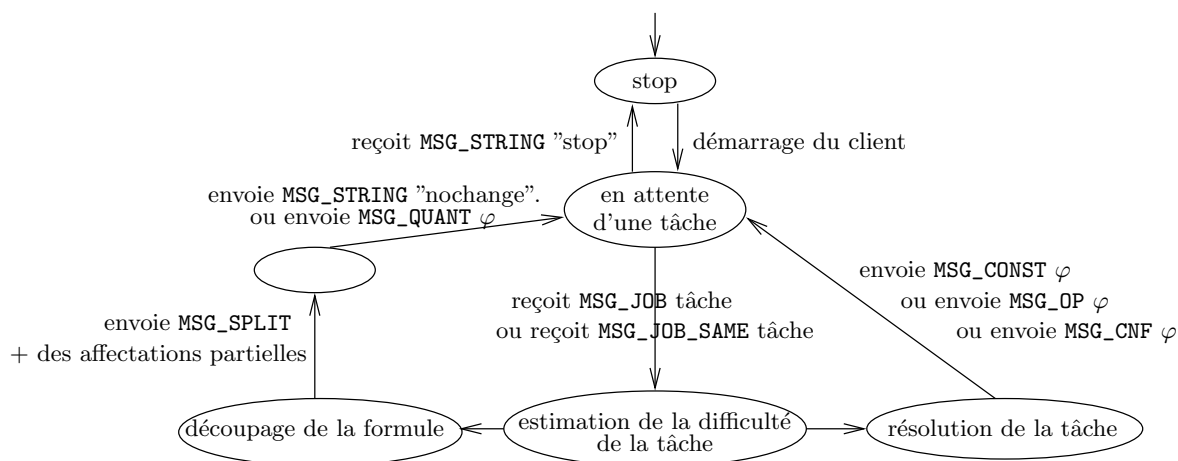 stop
reçoit MSG_STRING ”stop”
démarrage du client
envoie MSG_STRING ”nochange”.
ou envoie MSG_QUANT φ
en attente
d'une tâche
envoie MSG_CONST φ
ou envoie MSG_OP φ
ou envoie MSG_CNF φ
reçoit MSG_JOB tâche
ou reçoit MSG_JOB_SAME tâche
envoie MSG_SPLIT
+ des affectations partielles
découpage de la formule
estimation de la difficulté
de la tâche
résolution de la tâche